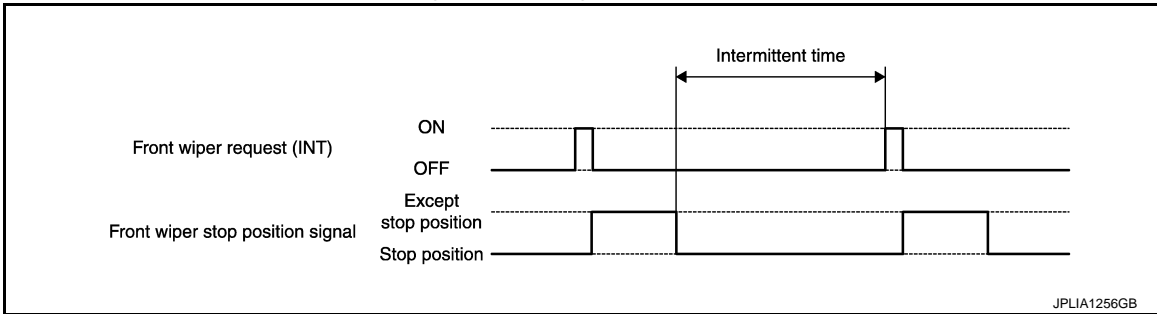 Intermittent time
ON
Front wiper request (INT)
OFF
Except
stop position
Front wiper stop position signal
Stop position
JPLIA1256GB